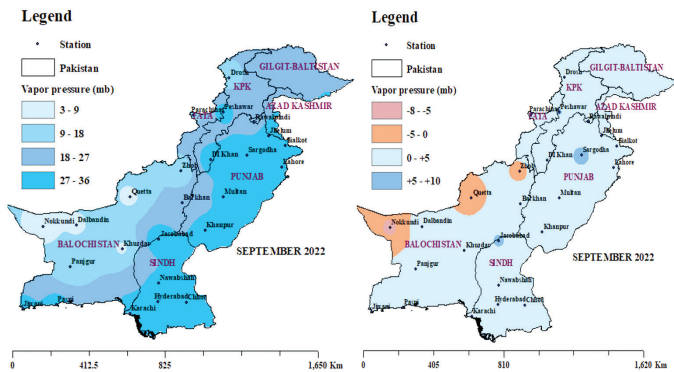 Legend
Station
Pakistan
Vapor pressure (mb)
3 - 9
9 - 18
18 - 27
27 - 36
GILGIT-BALTISTAN
Drosh
KPK
Parachinar
Peshawar
AZAD KASHMIR
FATA
Rawalpindi
Jhelum
Sialkot
DI Khan
Sargodha
Lahore
Zhob
PUNJAB
Quetta
Barkhan
Multan
Nokkundi
Dalbandin
Khanpur
Jacobabad
BALOCHISTAN
Khuzdar
SEPTEMBER 2022
Panjgur
SINDH
Nawabshah
Jiwani
Pasni
Hyderabad
Chhor
Karachi
0 412.5 825 1,650 Km
Legend
Station
Pakistan
Vapor pressure (mb)
-8 - -5
-5 - 0
0 - +5
+5 - +10
GILGIT-BALTISTAN
Drosh
KPK
Parachinar
Peshawar
AZAD KASHMIR
FATA
Rawalpindi
Jhelum
Sialkot
DI Khan
Sargodha
Lahore
Zhob
PUNJAB
Quetta
Barkhan
Multan
Nokkundi
Dalbandin
Khanpur
Jacobabad
BALOCHISTAN
Khuzdar
SEPTEMBER 2022
Panjgur
SINDH
Nawabshah
Jiwani
Pasni
Hyderabad
Chhor
Karachi
0 405 810 1,620 Km